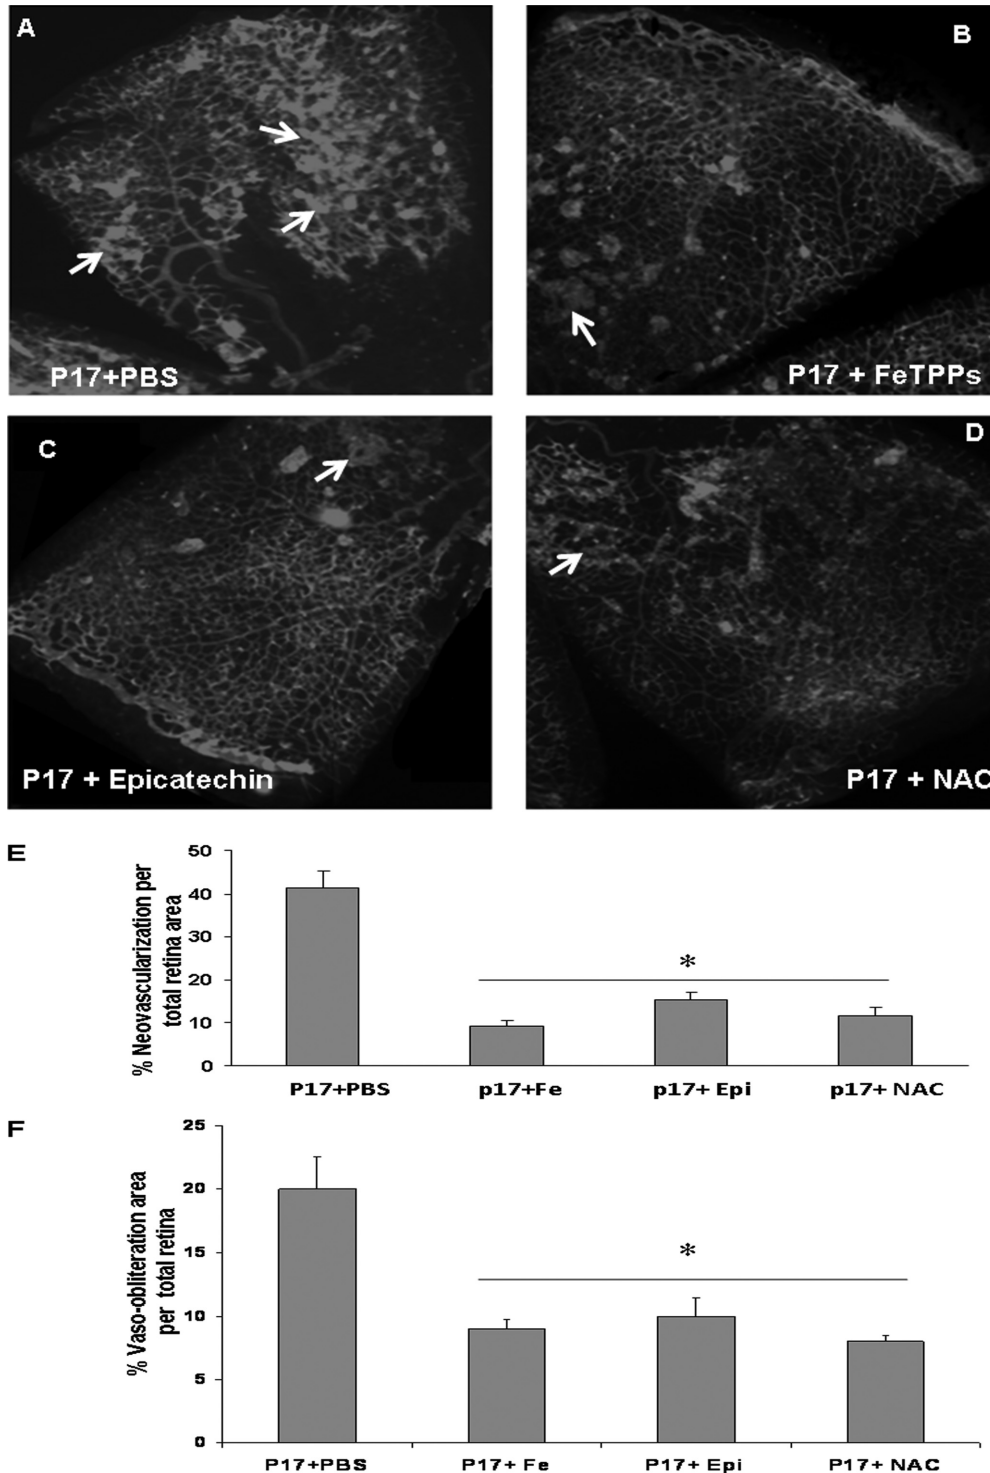 A
B
P17+PBS
P17 + FeTPPs
C
D
P17 + Epicatechin
P17 + NAC
E
% Neovascularization per
total retina area
50
40
30
20
10
0
*
P17+PBS
p17+Fe
p17+ Epi
p17+ NAC
F
% Vaso-obliteration area
per total retina
25
20
15
10
5
0
*
P17+PBS
P17+ Fe
P17+ Epi
P17+ NAC